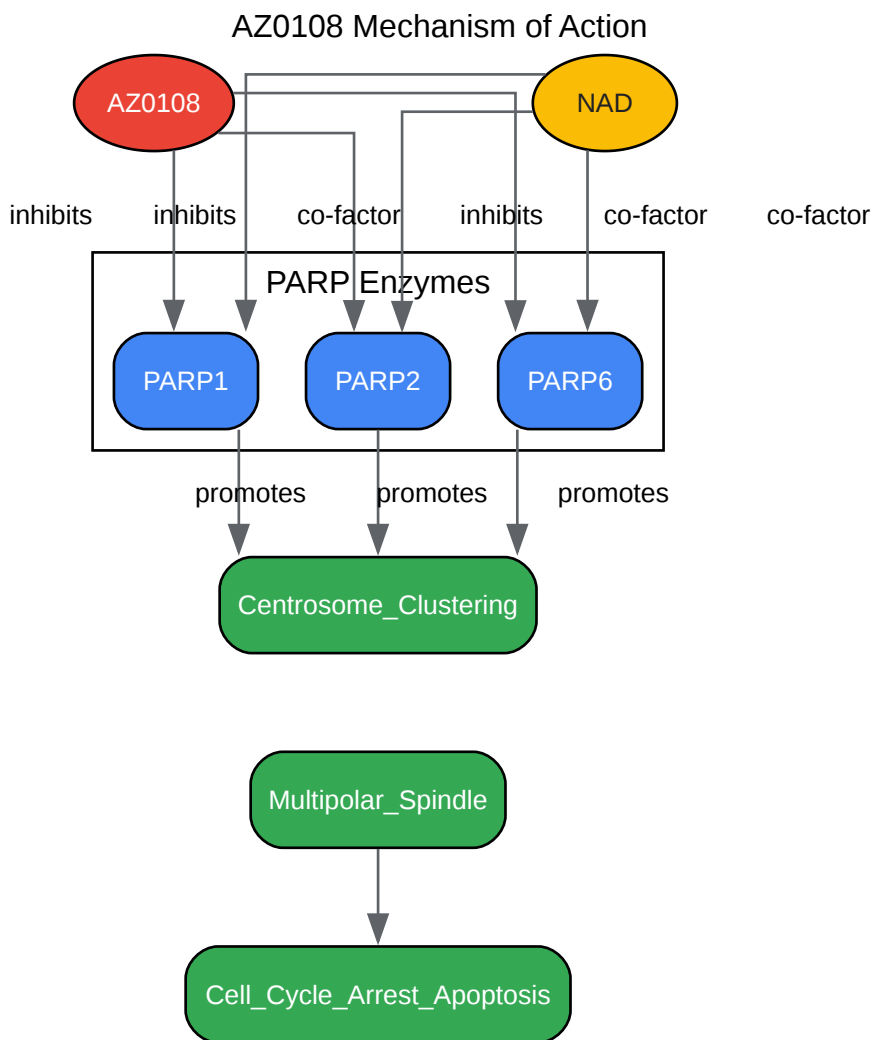 AZ0108 Mechanism of Action
AZ0108
NAD
inhibits
inhibits
co-factor
inhibits
co-factor
co-factor
PARP Enzymes
PARP1
PARP2
PARP6
promotes
promotes
promotes
Centrosome_Clustering
Multipolar_Spindle
Cell_Cycle_Arrest_Apoptosis